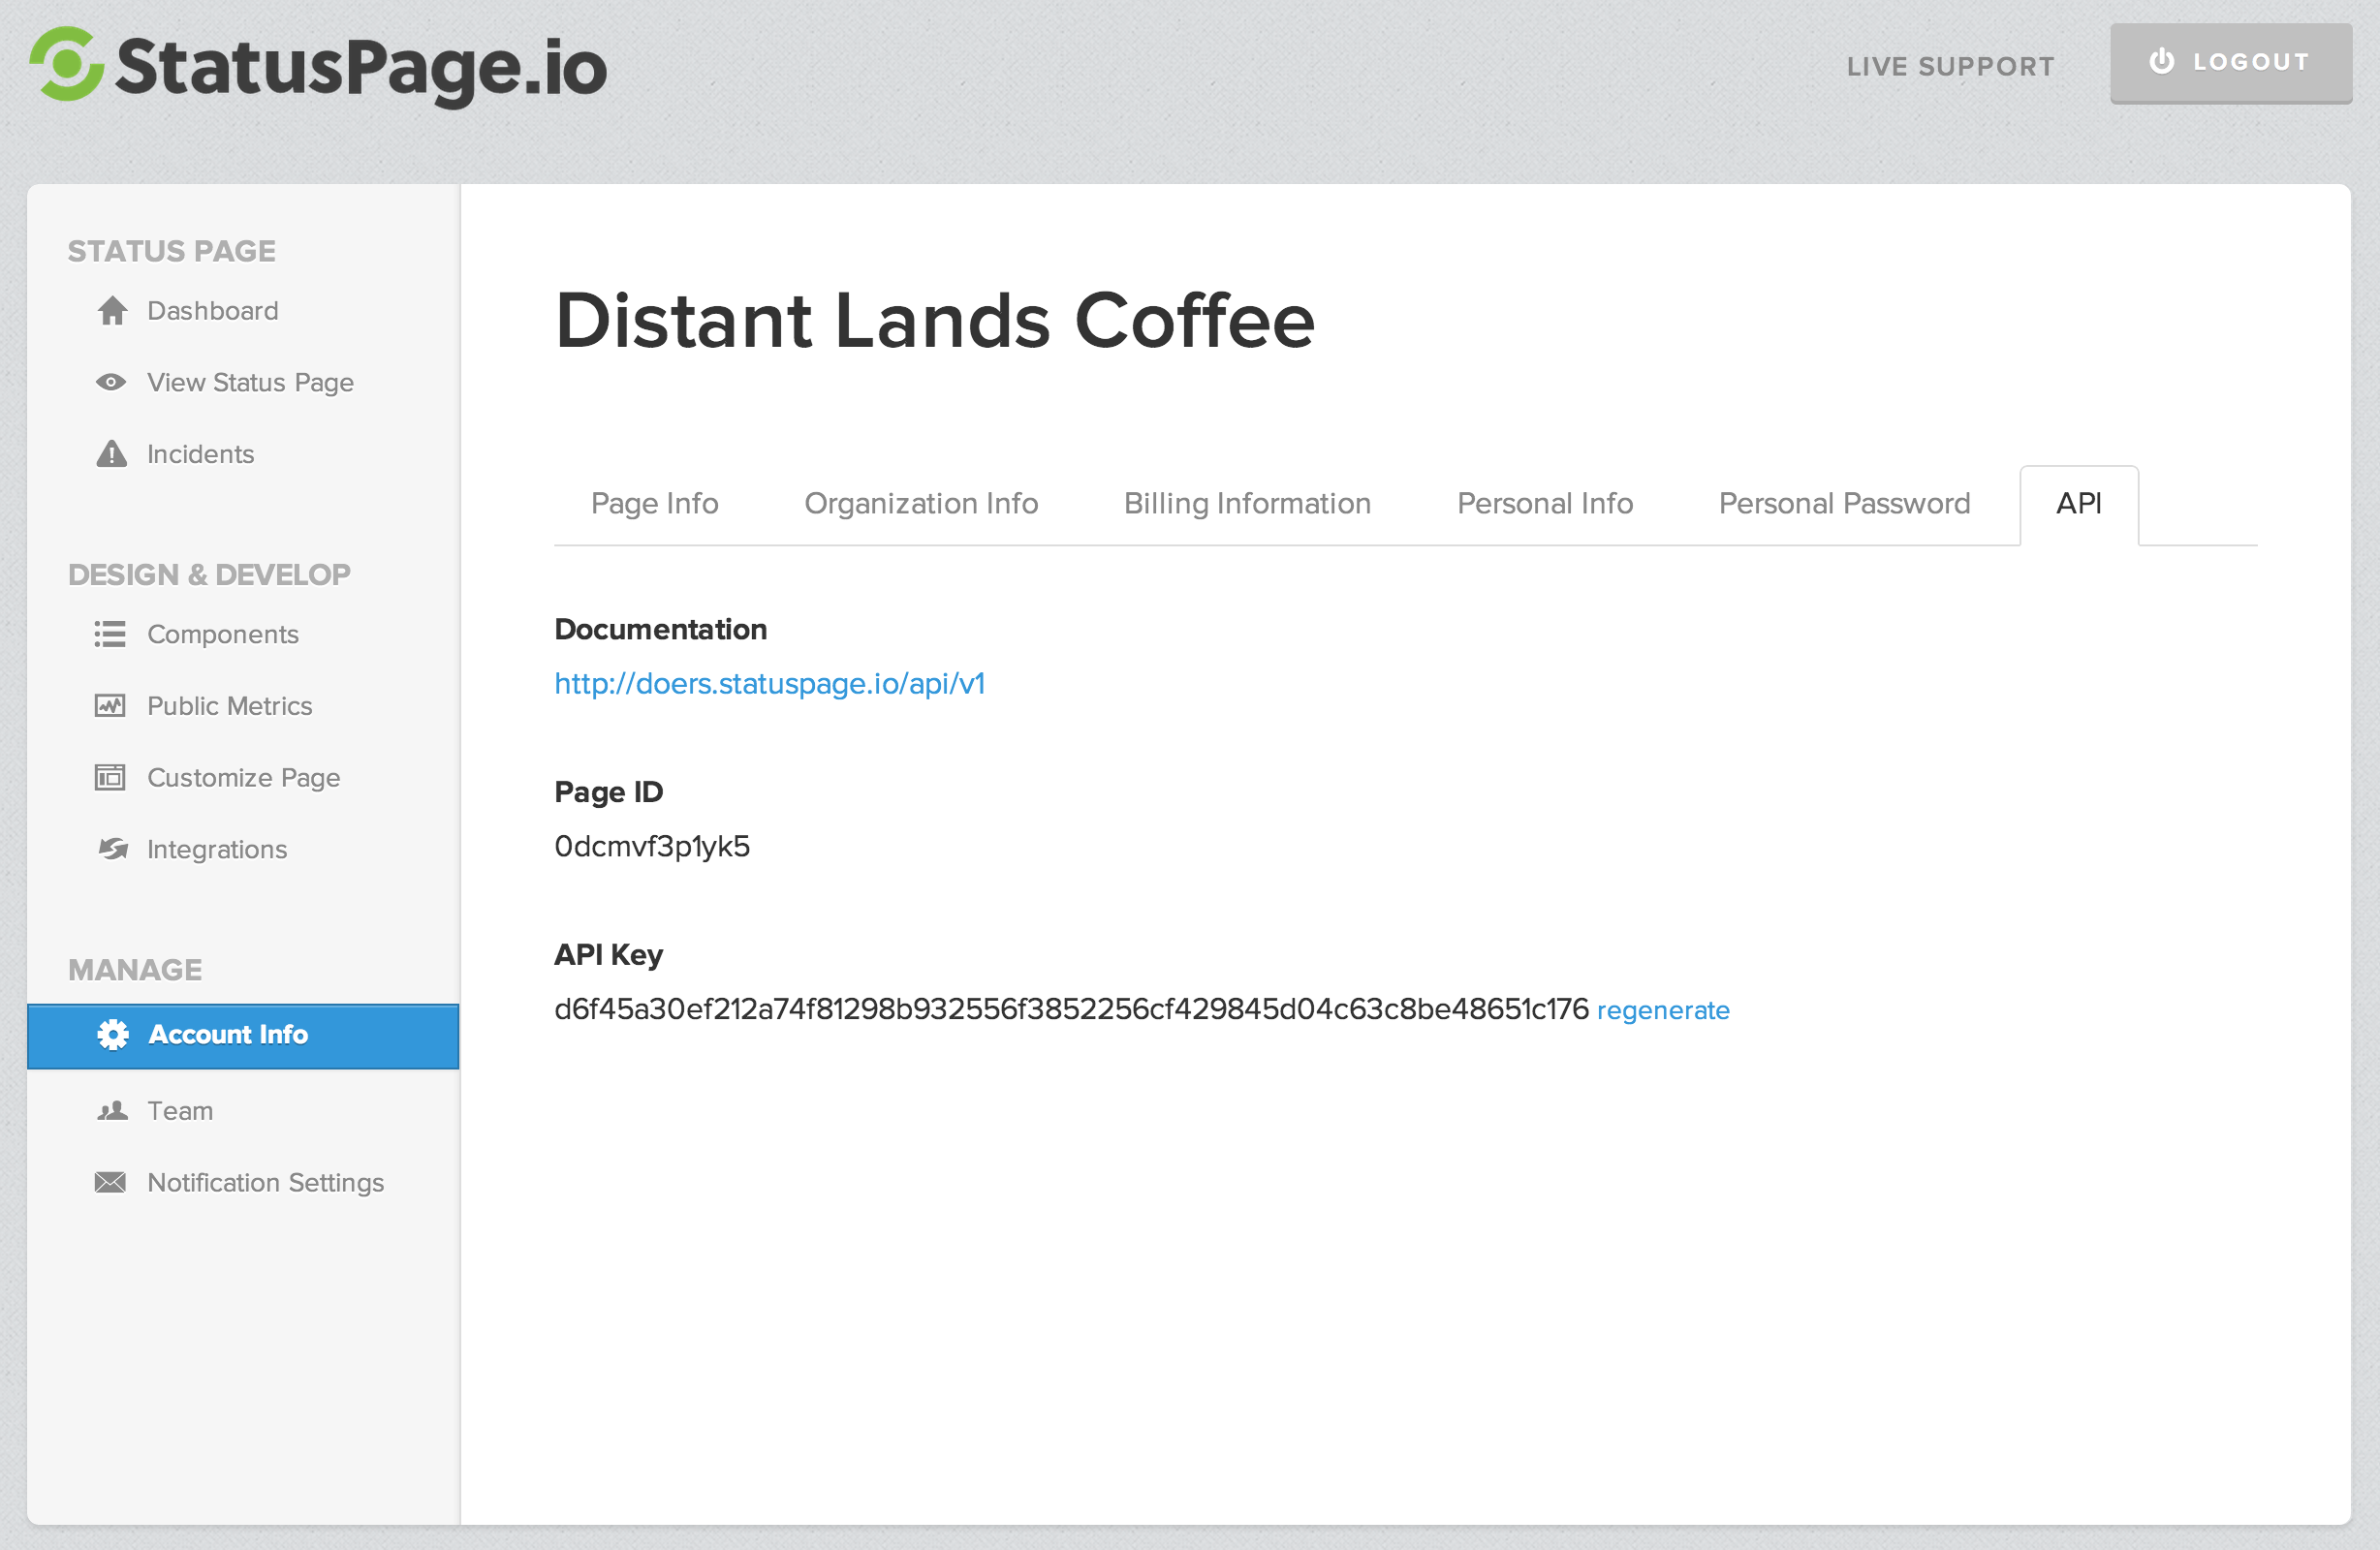 StatusPage.io
LIVE SUPPORT
LOGOUT
STATUS PAGE
Dashboard
View Status Page
Incidents
DESIGN & DEVELOP
Components
Public Metrics
Customize Page
Integrations
MANAGE
Account Info
Team
Notification Settings
Distant Lands Coffee
Page Info Organization Info Billing Information Personal Info Personal Password API
Documentation
http://doers.statuspage.io/api/v1
Page ID
0dcmvf3p1yk5
API Key
d6f45a30ef212a74f81298b932556f3852256cf429845d04c63c8be48651c176 regenerate